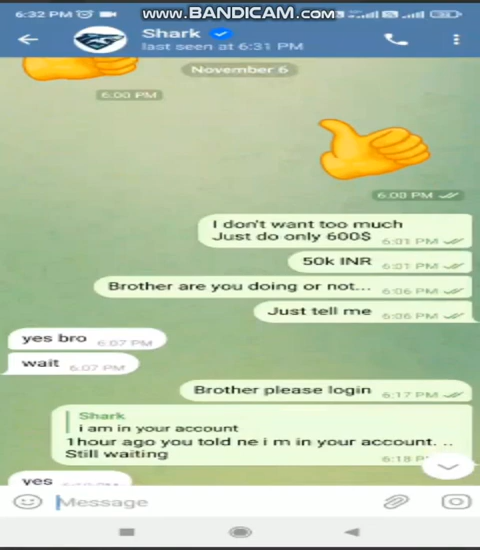 6:32 PM
www.BANDICAM.com
Shark
last seen at 6:31 PM
November 6
6:00 PM
6:00 PM
I don't want too much
Just do only 600$ 6:01 PM
50k INR 6:01 PM
Brother are you doing or not... 6:06 PM
Just tell me 6:06 PM
yes bro 6:07 PM
wait 6:07 PM
Brother please login 6:17 PM
Shark
i am in your account
1hour ago you told ne i m in your account. ..
Still waiting 6:18 P
yes
Message